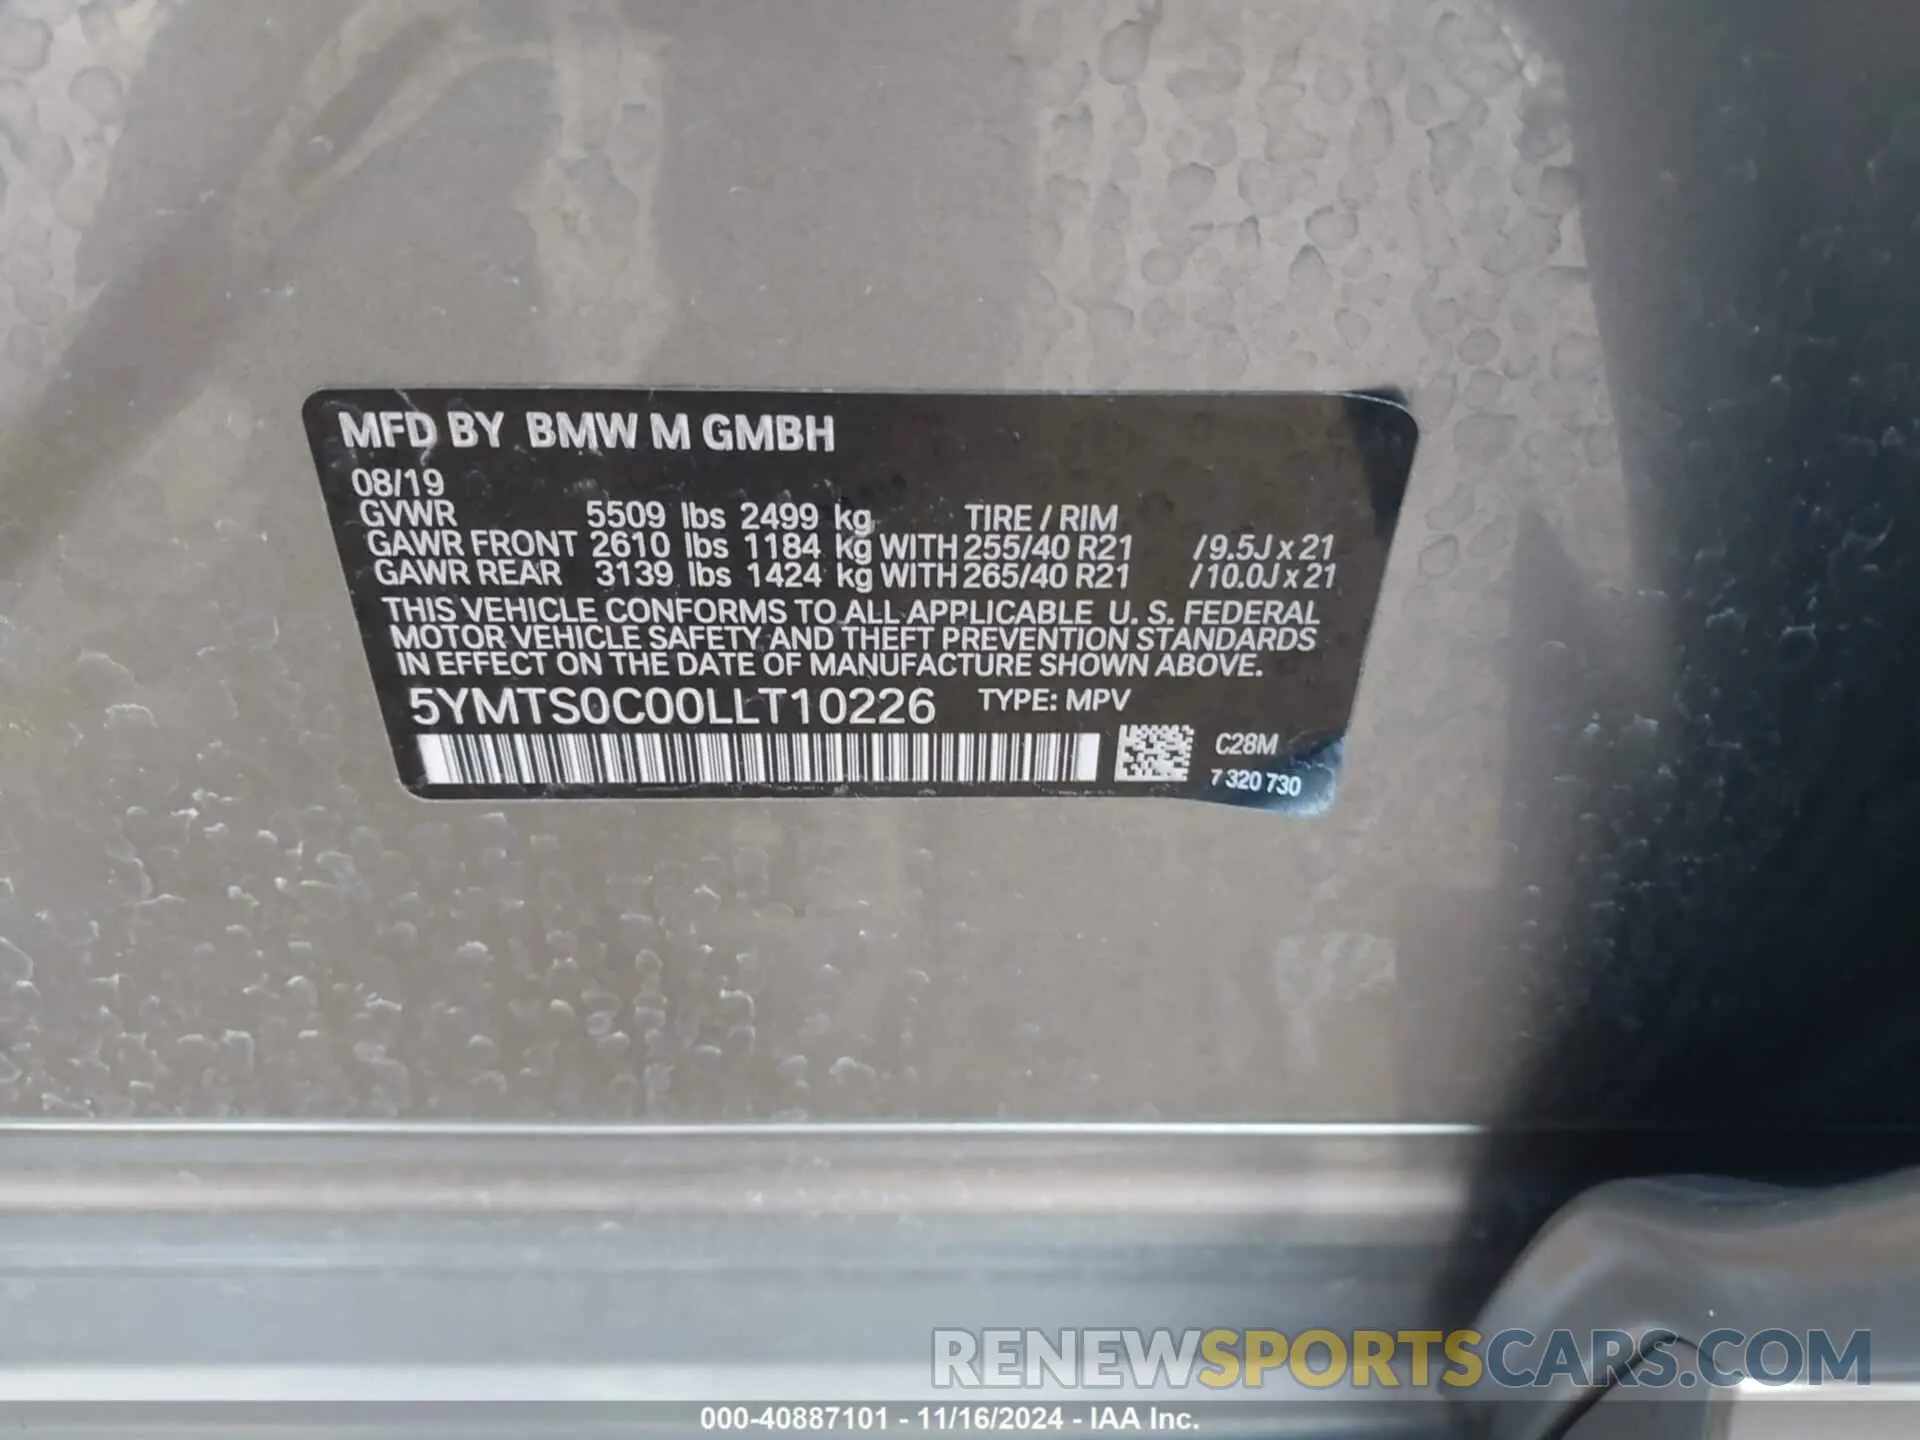 MFD BY BMW M GMBH
08/19
GVWR 5509 lbs 2499 kg TIRE / RIM
GAWR FRONT 2610 lbs 1184 kg WITH 255/40 R21 /9.5J x 21
GAWR REAR 3139 lbs 1424 kg WITH 265/40 R21 /10.0J x 21
THIS VEHICLE CONFORMS TO ALL APPLICABLE U. S. FEDERAL
MOTOR VEHICLE SAFETY AND THEFT PREVENTION STANDARDS
IN EFFECT ON THE DATE OF MANUFACTURE SHOWN ABOVE.
5YMTS0C00LLT10226 TYPE: MPV
C28M
7 320 730
RENEWSPORTSCARS.COM
000-40887101 - 11/16/2024 - IAA Inc.